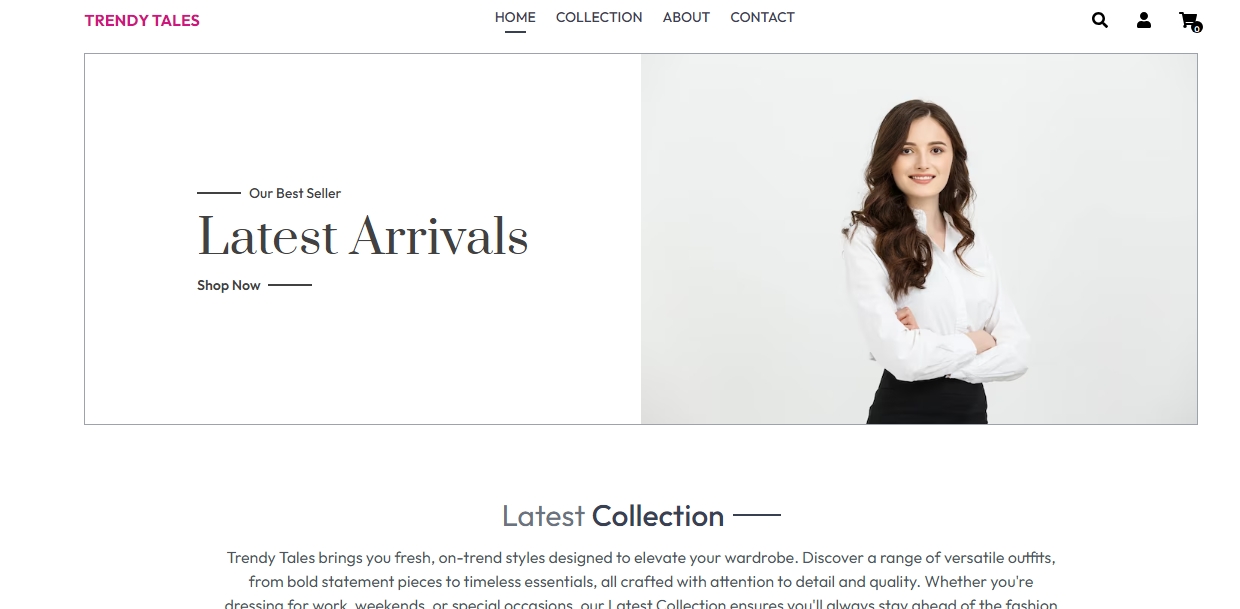 TRENDY TALES
HOME COLLECTION ABOUT CONTACT
0
Our Best Seller
Latest Arrivals
Shop Now
Latest Collection
Trendy Tales brings you fresh, on-trend styles designed to elevate your wardrobe. Discover a range of versatile outfits,
from bold statement pieces to timeless essentials, all crafted with attention to detail and quality. Whether you're
dressing for work, weekends, or special occasions, our Latest Collection ensures you'll always stay ahead of the fashion